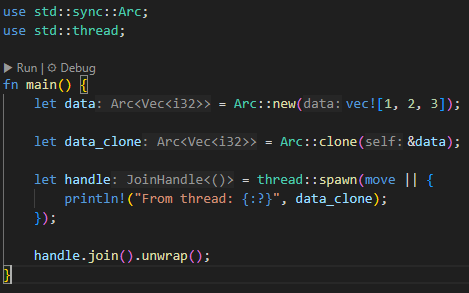 use std::sync::Arc;
use std::thread;
▶ Run | ⚙ Debug
fn main() {
    let data: Arc<Vec<i32>> = Arc::new(data: vec![1, 2, 3]);
    let data_clone: Arc<Vec<i32>> = Arc::clone(self: &data);
    let handle: JoinHandle<()> = thread::spawn(move || {
        println!("From thread: {:?}", data_clone);
    });
    handle.join().unwrap();
}